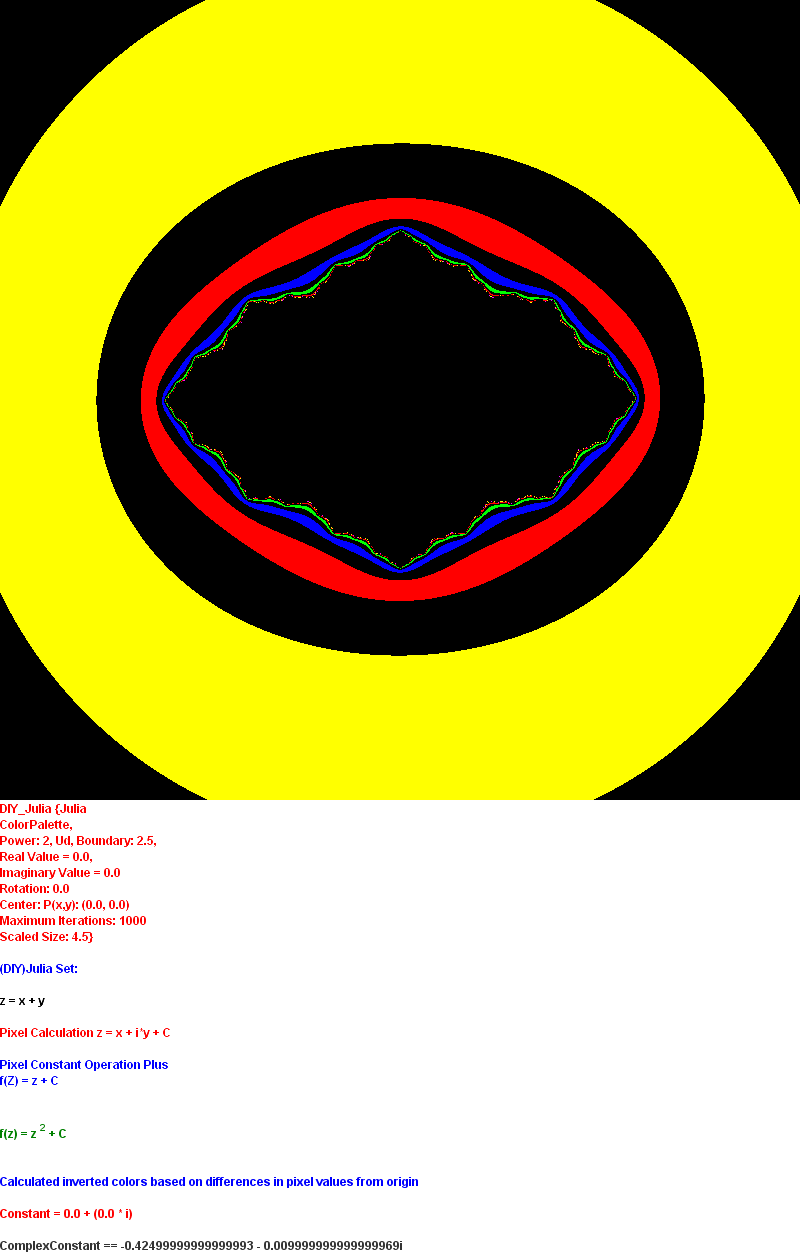 DIY_Julia {Julia
ColorPalette,
Power: 2, Ud, Boundary: 2.5,
Real Value = 0.0,
Imaginary Value = 0.0
Rotation: 0.0
Center: P(x,y): (0.0, 0.0)
Maximum Iterations: 1000
Scaled Size: 4.5}
(DIY)Julia Set:
z = x + y
Pixel Calculation z = x + i*y + C
Pixel Constant Operation Plus
f(Z) = z + C
f(z) = z 2 + C
Calculated inverted colors based on differences in pixel values from origin
Constant = 0.0 + (0.0 * i)
ComplexConstant == -0.42499999999999993 - 0.009999999999999969i